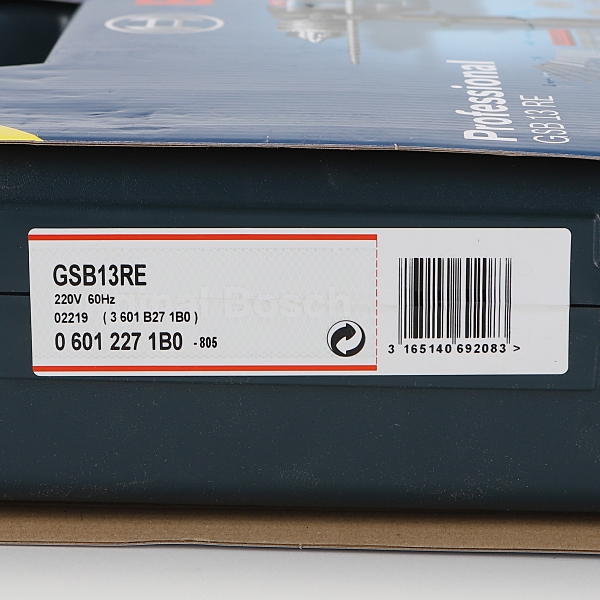 Professional
GSB 13 RE
GSB13RE
220V 60Hz
02219 ( 3 601 B27 1B0 )
0 601 227 1B0 - 805
3 165140 692083 >